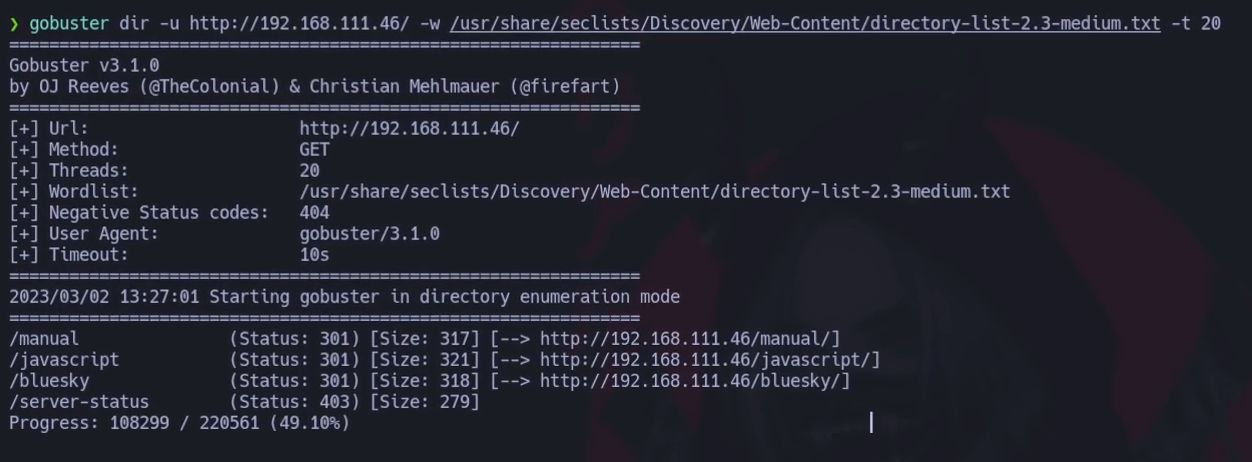 ❯ gobuster dir -u http://192.168.111.46/ -w /usr/share/seclists/Discovery/Web-Content/directory-list-2.3-medium.txt -t 20
===============================================================
Gobuster v3.1.0
by OJ Reeves (@TheColonial) & Christian Mehlmauer (@firefart)
===============================================================
[+] Url:                     http://192.168.111.46/
[+] Method:                  GET
[+] Threads:                 20
[+] Wordlist:                /usr/share/seclists/Discovery/Web-Content/directory-list-2.3-medium.txt
[+] Negative Status codes:   404
[+] User Agent:              gobuster/3.1.0
[+] Timeout:                 10s
===============================================================
2023/03/02 13:27:01 Starting gobuster in directory enumeration mode
===============================================================
/manual               (Status: 301) [Size: 317] [--> http://192.168.111.46/manual/]
/javascript           (Status: 301) [Size: 321] [--> http://192.168.111.46/javascript/]
/bluesky              (Status: 301) [Size: 318] [--> http://192.168.111.46/bluesky/]
/server-status        (Status: 403) [Size: 279]
Progress: 108299 / 220561 (49.10%)